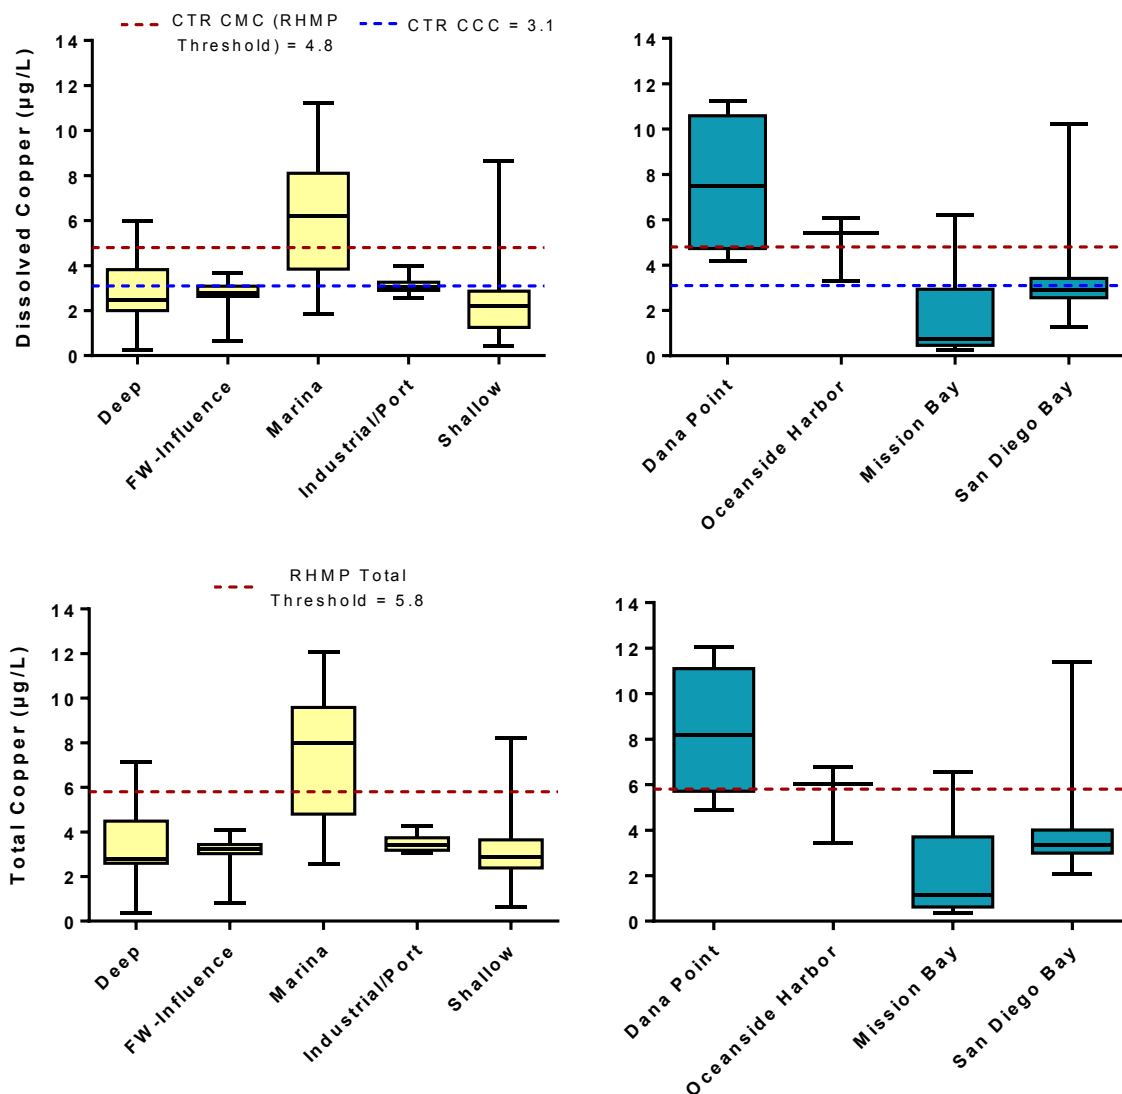 CTR CMC (RHMP
Threshold) = 4.8
CTR CCC = 3.1
Dissolved Copper (µg/L)
14
12
10
8
6
4
2
0
Deep
FW-Influence
Marina
Industrial/Port
Shallow
14
12
10
8
6
4
2
0
Dana Point
Oceanside Harbor
Mission Bay
San Diego Bay
RHMP Total
Threshold = 5.8
Total Copper (µg/L)
14
12
10
8
6
4
2
0
Deep
FW-Influence
Marina
Industrial/Port
Shallow
14
12
10
8
6
4
2
0
Dana Point
Oceanside Harbor
Mission Bay
San Diego Bay